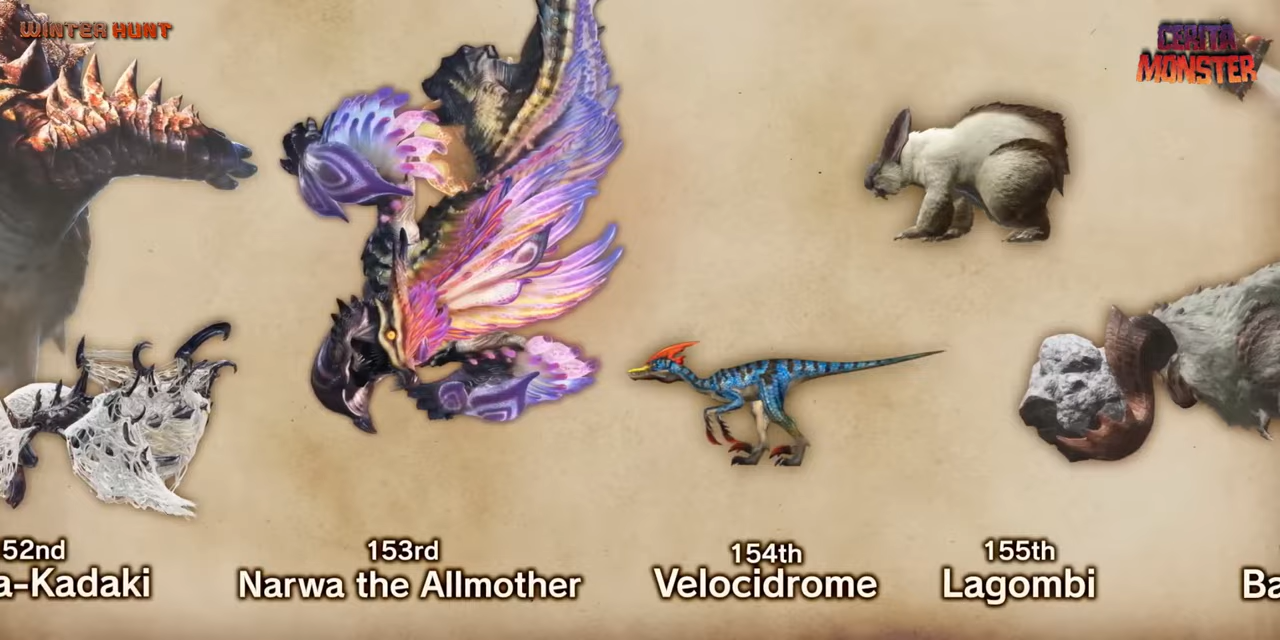 WINTER HUNT
CERITA
MONSTER
52nd
a-Kadaki
153rd
Narwa the Allmother
154th
Velocidrome
155th
Lagombi
Ba